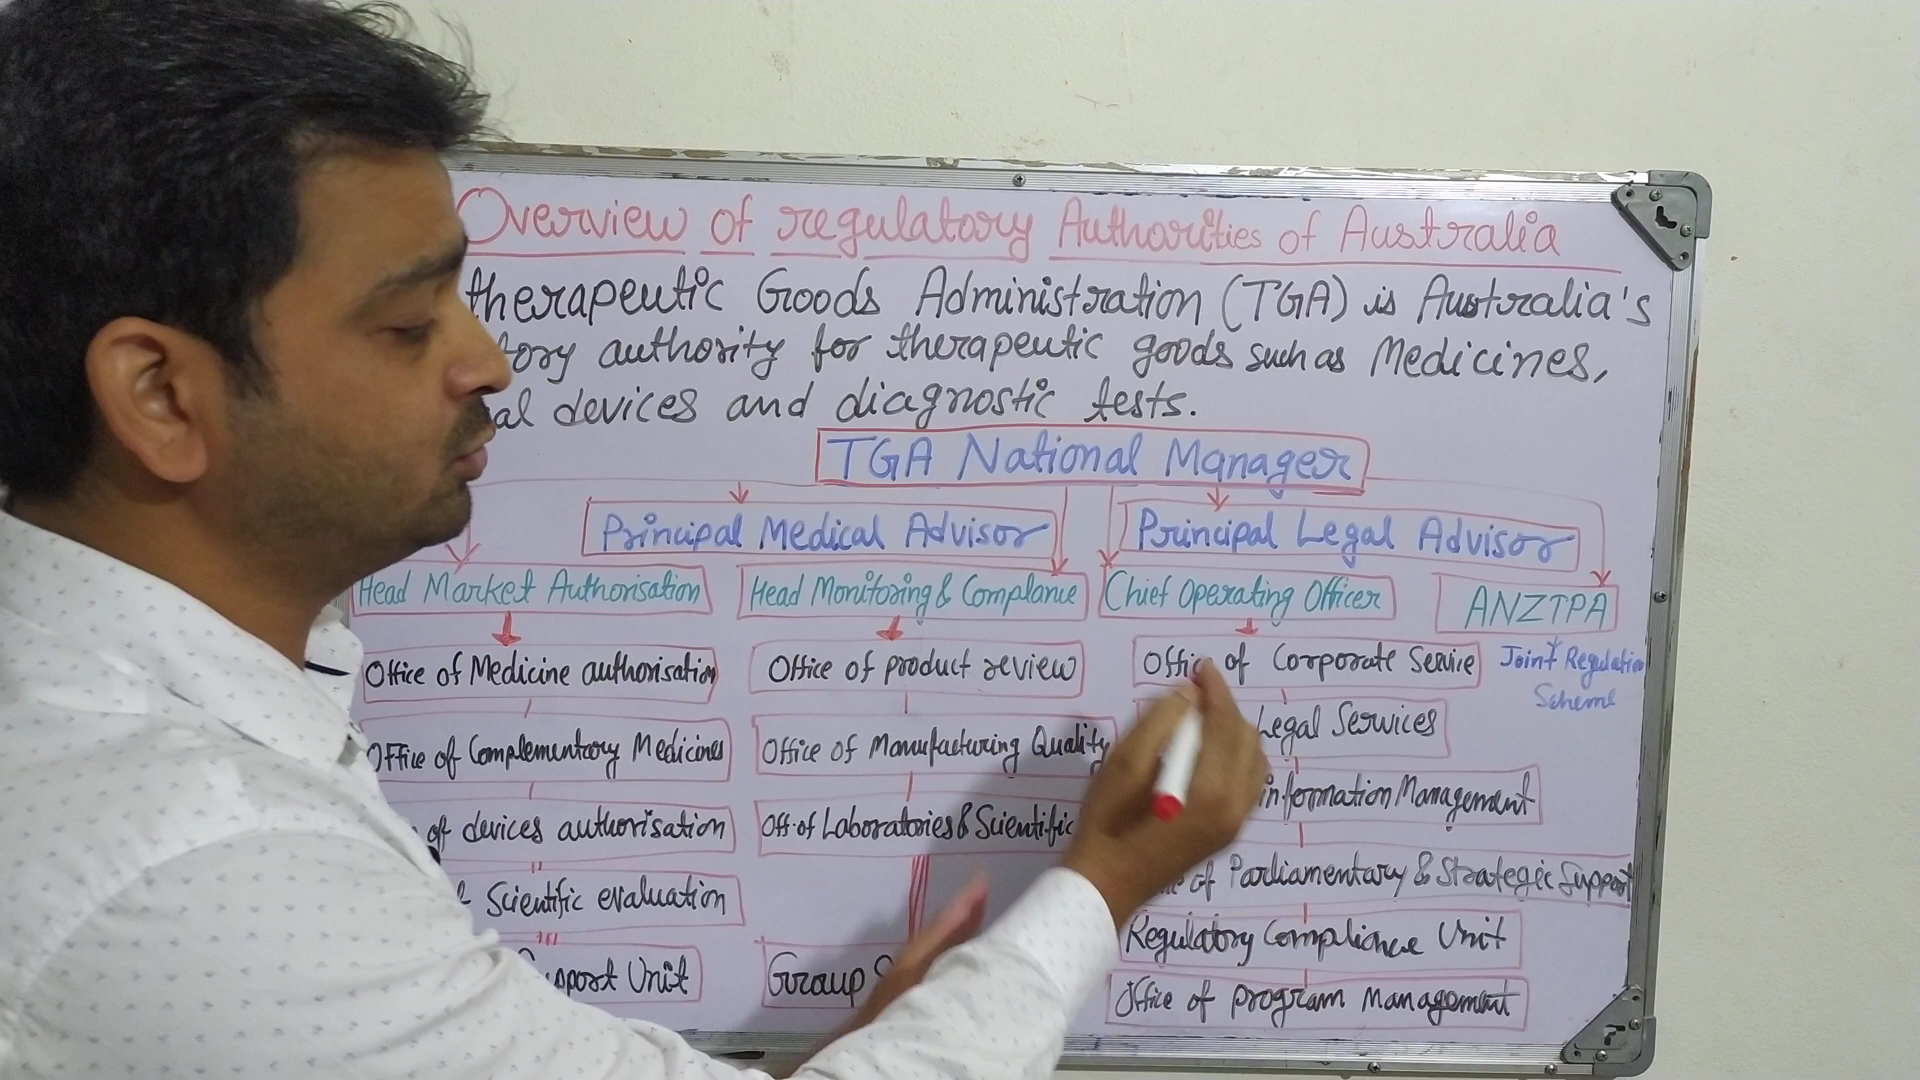 Overview of regulatory Authorities of Australia
therapeutic Goods Administration (TGA) is Australia's
authority for therapeutic goods such as Medicines,
devices and diagnostic tests.
TGA National Manager
Principal Medical Advisor
Principal Legal Advisor
Head Market Authorisation
Head Monitoring & Complance
Chief Operating Officer
ANZTPA
Joint Regulation
Scheme
Office of Medicine authorisation
Office of Complementary Medicines
of devices authorisation
Scientific evaluation
Unit
Office of product review
Office of Manufacturing Quality
Off. of Laboratories & Scientific
Group
Office of Corporate Service
Legal Services
information Management
of Parliamentary & Strategic Support
Regulatory Compliance Unit
Office of program Management